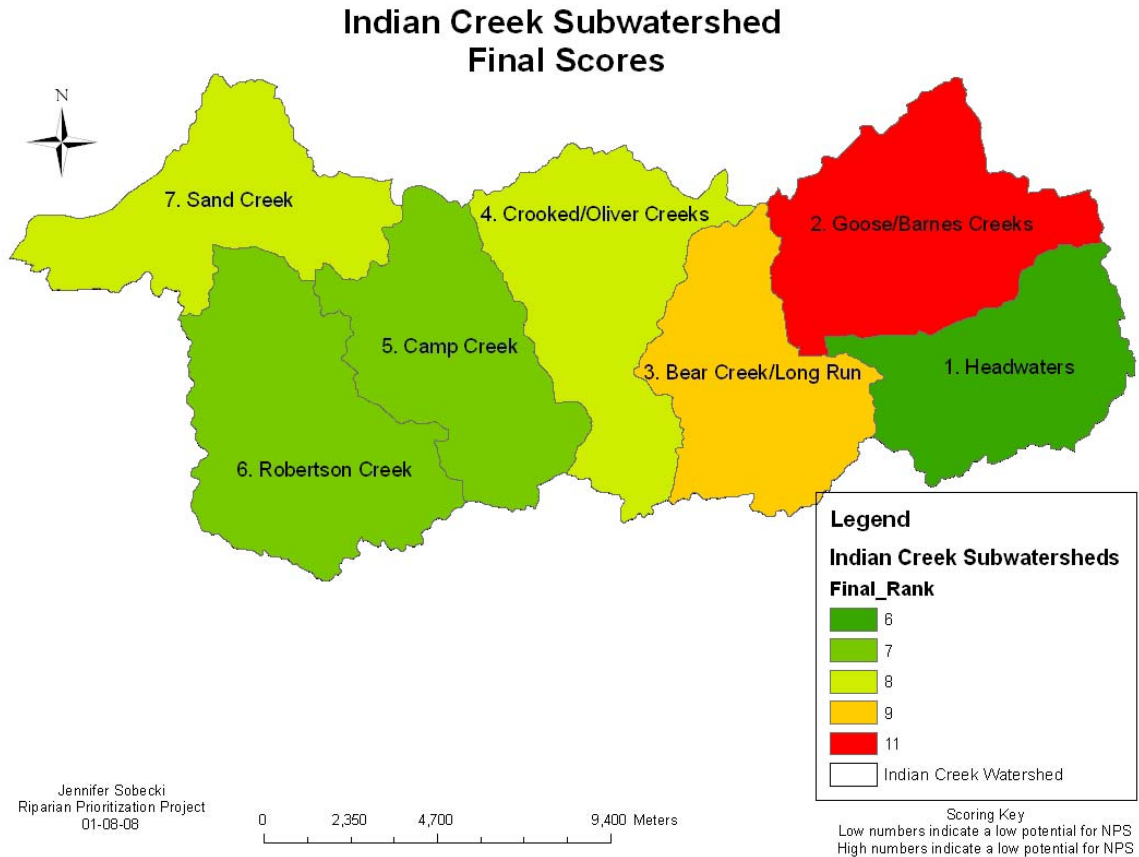 Indian Creek Subwatershed
Final Scores
N
7. Sand Creek
4. Crooked/Oliver Creeks
2. Goose/Barnes Creeks
5. Camp Creek
3. Bear Creek/Long Run
1. Headwaters
6. Robertson Creek
Legend
Indian Creek Subwatersheds
Final_Rank
6
7
8
9
11
Indian Creek Watershed
Jennifer Sobecki
Riparian Prioritization Project
01-08-08
0 2,350 4,700 9,400 Meters
Scoring Key
Low numbers indicate a low potential for NPS
High numbers indicate a low potential for NPS